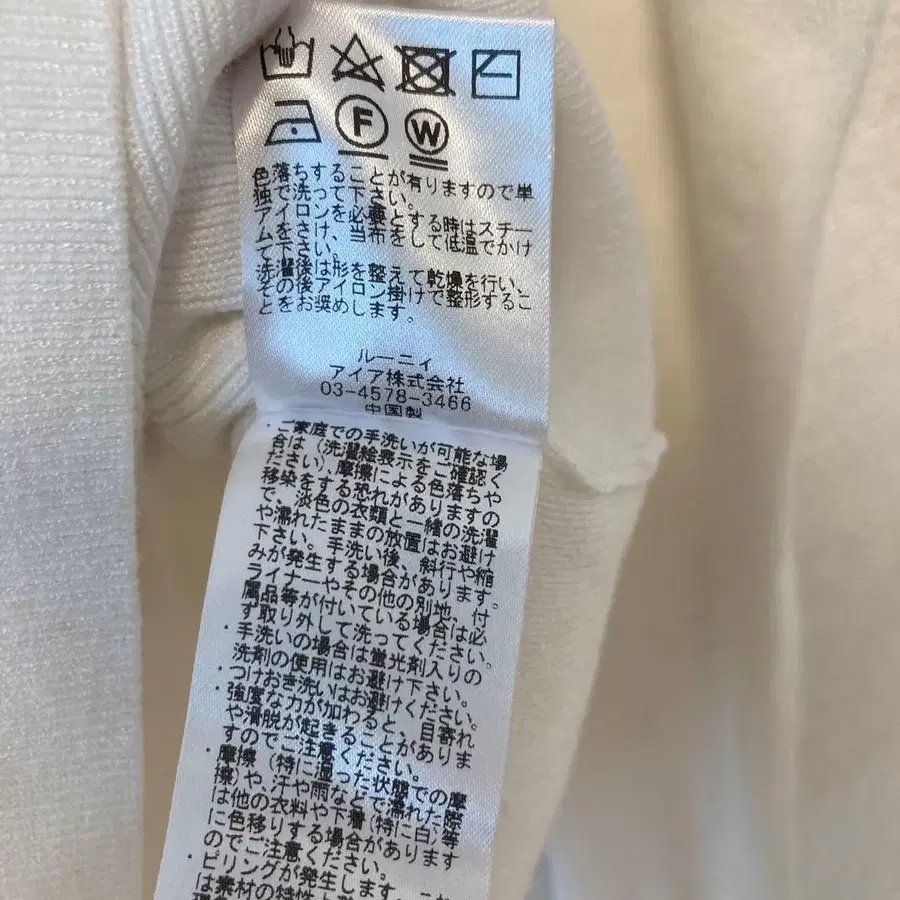 F W
色落ちすることが有りますので単
独で洗って下さい。
アイロンを必要とする時はスチー
ムをさけ、当布をして低温でかけ
て下さい。
洗濯後は形を整えて乾燥を行い、
その後アイロン掛けで整形するこ
とをお奨めします。
ルーニィ
アイア株式会社
03-4578-3466
中国製
・ご家庭での手洗いが可能な場
合は(洗濯絵表示をご確認く
ださい)、摩擦による色落ちや
移染をする恐れがありますの
で、淡色の衣類と一緒の洗濯
や濡れたままの放置はお避け
下さい。手洗い後、斜行や縮
みが発生する場合があります。
ライナーやその他の別地、付
属品等が付いている場合は必
ず取り外して洗ってください。
・手洗いの場合は蛍光剤入りの
洗剤の使用はお避け下さい。
・つけおき洗いはお避けください。
・強度な力が加わると、目寄れ
や滑脱が起きることがありま
すのでご注意ください。
・摩擦(特に湿った状態での摩
擦)や、汗や雨などで濡れた際
は他の衣料や下着(特に白)等
に色移りする場合があります
のでご注意ください。
・ピリングが発生します。これ
は素材の特性と